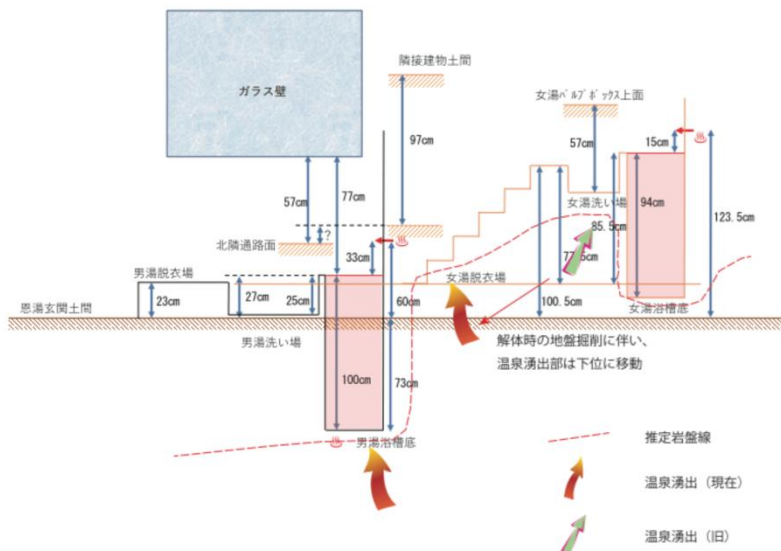 ガラス壁
隣接建物土間
女湯バルブボックス上面
97cm
57cm
15cm
57cm
77cm
女湯洗い場
94cm
85.5cm
123.5cm
?
北隣通路面
33cm
男湯脱衣場
女湯脱衣場
23cm
27cm
25cm
60cm
100.5cm
女湯浴槽底
恩湯玄関土間
男湯洗い場
解体時の地盤掘削に伴い、
温泉湧出部は下位に移動
100cm
73cm
男湯浴槽底
推定岩盤線
温泉湧出（現在）
温泉湧出（旧）